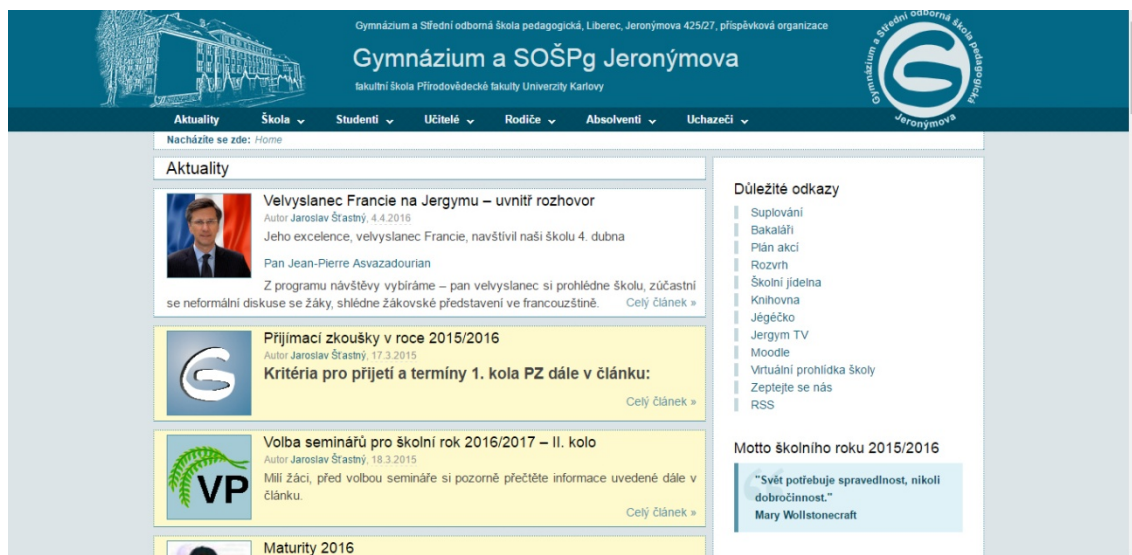 Gymnázium a Střední odborná škola pedagogická, Liberec, Jeronýmova 425/27, příspěvková organizace
Gymnázium a SOŠPg Jeronýmova
fakultní škola Přírodovědecké fakulty Univerzity Karlovy
Gymnázium a Střední odborná škola pedagogická
Jeronýmova
Aktuality Škola Studenti Učitelé Rodiče Absolventi Uchazeči
Nacházíte se zde: Home
Aktuality
Velvyslanec Francie na Jergymu – uvnitř rozhovor
Autor Jaroslav Šťastný, 4.4.2016
Jeho excelence, velvyslanec Francie, navštívil naši školu 4. dubna
Pan Jean-Pierre Asvazadourian
Z programu návštěvy vybíráme – pan velvyslanec si prohlédne školu, zúčastní
se neformální diskuse se žáky, shlédne žákovské představení ve francouzštině. Celý článek »
Přijímací zkoušky v roce 2015/2016
Autor Jaroslav Šťastný, 17.3.2015
Kritéria pro přijetí a termíny 1. kola PZ dále v článku:
Celý článek »
VP
Volba seminářů pro školní rok 2016/2017 – II. kolo
Autor Jaroslav Šťastný, 18.3.2015
Milí žáci, před volbou semináře si pozorně přečtěte informace uvedené dále v
článku.
Celý článek »
Maturity 2016
Důležité odkazy
Suplování
Bakaláři
Plán akcí
Rozvrh
Školní jídelna
Knihovna
Jégéčko
Jergym TV
Moodle
Virtuální prohlídka školy
Zeptejte se nás
RSS
Motto školního roku 2015/2016
"Svět potřebuje spravedlnost, nikoli
dobročinnost."
Mary Wollstonecraft